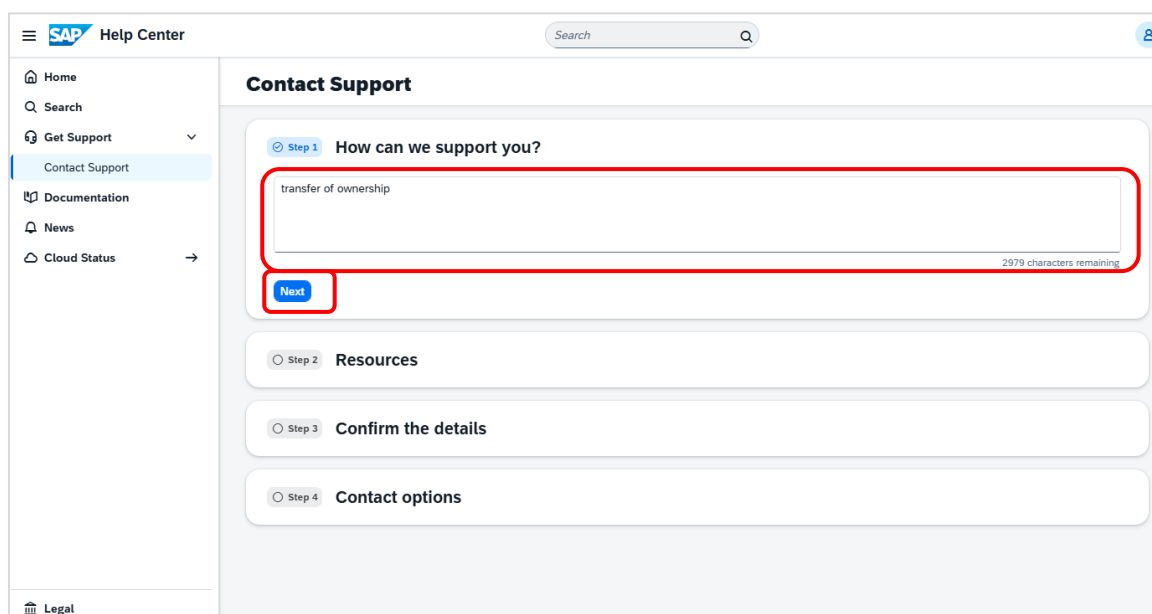 SAP Help Center
Search
Home
Search
Get Support
Contact Support
Documentation
News
Cloud Status
Legal
Contact Support
Step 1 How can we support you?
transfer of ownership
2979 characters remaining
Next
Step 2 Resources
Step 3 Confirm the details
Step 4 Contact options